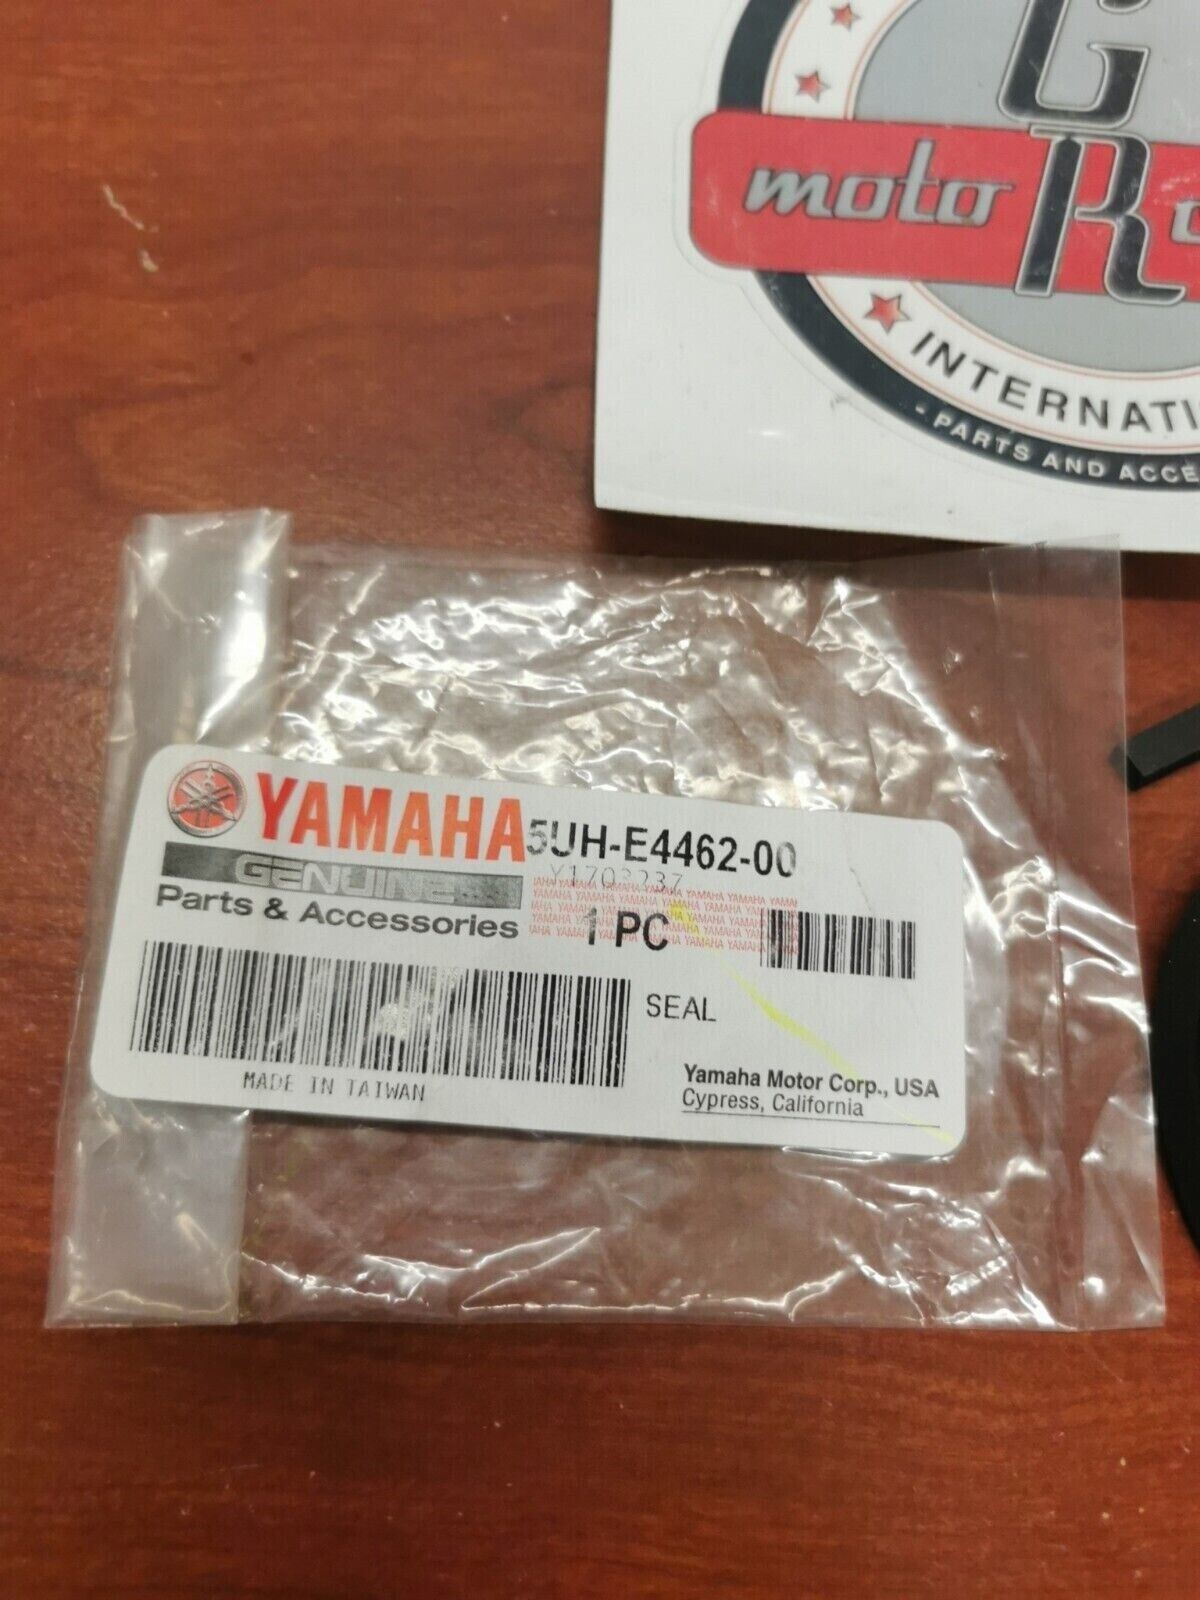 G
moto R
INTERNATI
- PARTS AND ACCE
YAMAHA 5UH-E4462-00
GENUINE
Y1703237
Parts & Accessories
1 PC
SEAL
MADE IN TAIWAN
Yamaha Motor Corp., USA
Cypress, California